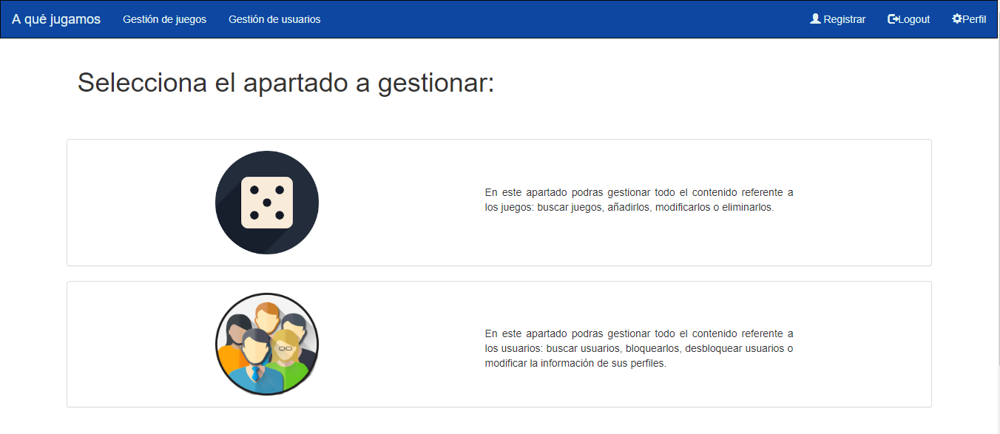 A qué jugamos Gestión de juegos Gestión de usuarios Registrar Logout Perfil
Selecciona el apartado a gestionar:
En este apartado podras gestionar todo el contenido referente a
los juegos: buscar juegos, añadirlos, modificarlos o eliminarlos.
En este apartado podras gestionar todo el contenido referente a
los usuarios: buscar usuarios, bloquearlos, desbloquear usuarios o
modificar la información de sus perfiles.